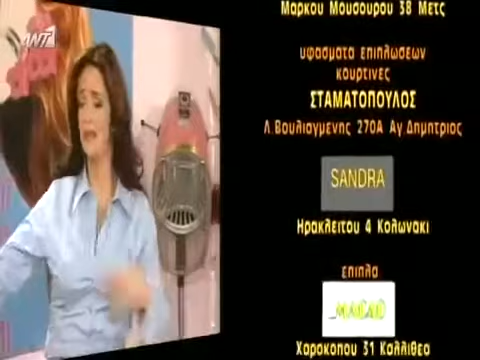 ANT1
Μαρκου Μουσουρου 38 Μετς
υφασματα επιπλωσεων
κουρτινες
ΣΤΑΜΑΤΟΠΟΥΛΟΣ
Λ.Βουλιαγμενης 270Α Αγ.Δημητριος
SANDRA
Ηρακλειτου 4 Κολωνακι
επιπλα
Χαροκοπου 31 Καλλιθεα